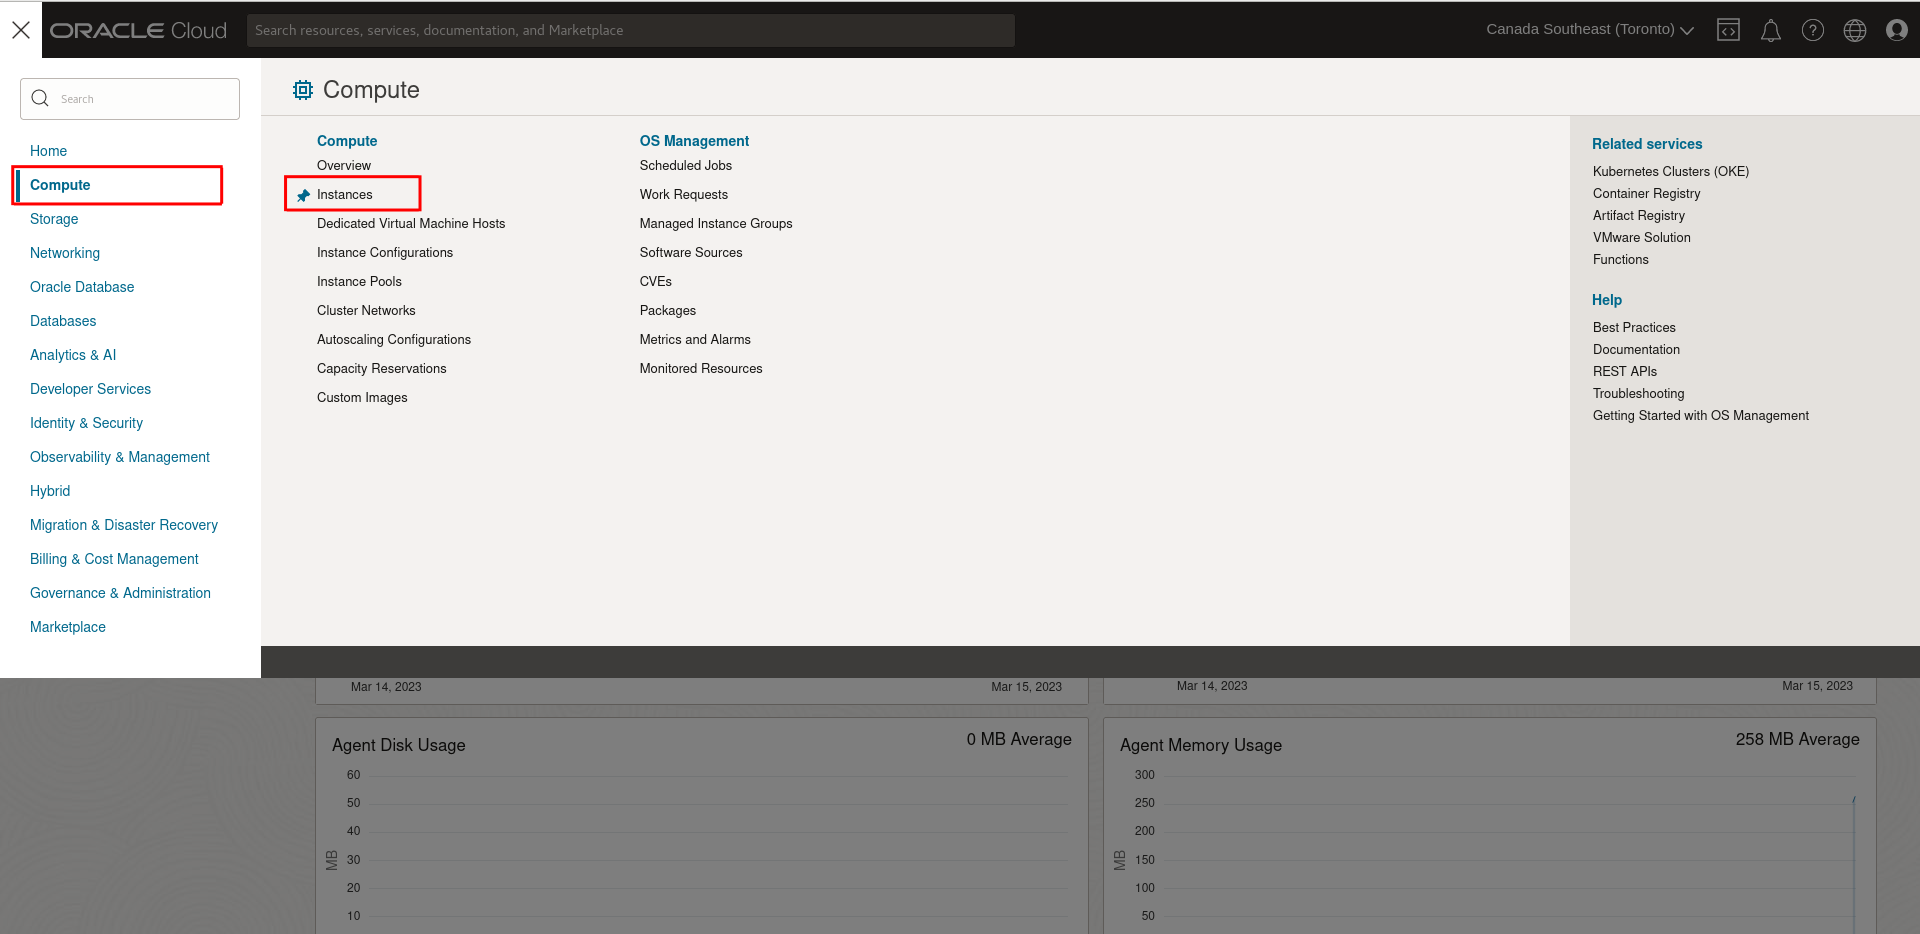 ORACLE Cloud
Search resources, services, documentation, and Marketplace
Canada Southeast (Toronto)
Search
Home
Compute
Storage
Networking
Oracle Database
Databases
Analytics & AI
Developer Services
Identity & Security
Observability & Management
Hybrid
Migration & Disaster Recovery
Billing & Cost Management
Governance & Administration
Marketplace
Compute
Compute
Overview
Instances
Dedicated Virtual Machine Hosts
Instance Configurations
Instance Pools
Cluster Networks
Autoscaling Configurations
Capacity Reservations
Custom Images
OS Management
Scheduled Jobs
Work Requests
Managed Instance Groups
Software Sources
CVEs
Packages
Metrics and Alarms
Monitored Resources
Related services
Kubernetes Clusters (OKE)
Container Registry
Artifact Registry
VMware Solution
Functions
Help
Best Practices
Documentation
REST APIs
Troubleshooting
Getting Started with OS Management
Mar 14, 2023
Mar 15, 2023
Mar 14, 2023
Mar 15, 2023
Agent Disk Usage
0 MB Average
60
50
40
30
20
10
MB
Agent Memory Usage
258 MB Average
300
250
200
150
100
50
MB